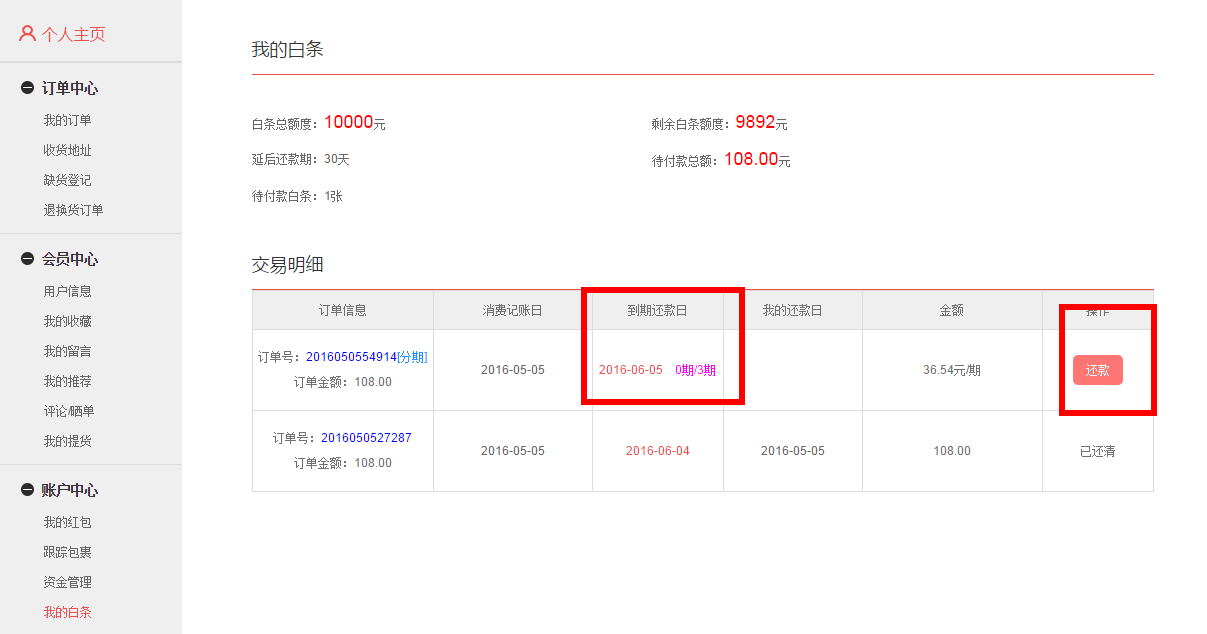 个人主页
订单中心
我的订单
收货地址
缺货登记
退换货订单
会员中心
用户信息
我的收藏
我的留言
我的推荐
评论/晒单
我的提货
账户中心
我的红包
跟踪包裹
资金管理
我的白条
我的白条
白条总额度：10000元 剩余白条额度：9892元
延后还款期：30天 待付款总额：108.00元
待付款白条：1张
交易明细
订单信息 消费记账日 到期还款日 我的还款日 金额 操作
订单号：2016050554914[分期]
订单金额：108.00
2016-05-05 2016-06-05 0期/3期 36.54元/期 还款
订单号：2016050527287
订单金额：108.00
2016-05-05 2016-06-04 2016-05-05 108.00 已还清